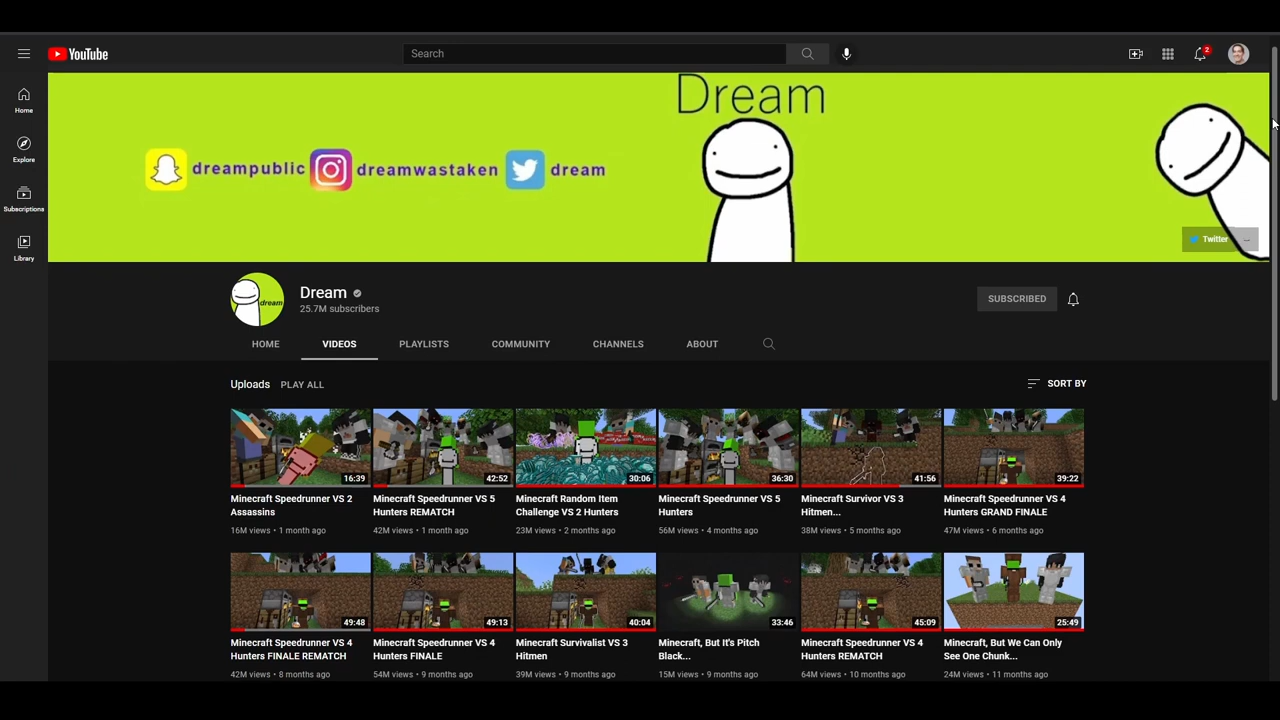 YouTube
Search
2
Home
Explore
Subscriptions
Library
Dream
dreampublic
dreamwastaken
dream
Twitter
dream
Dream
25.7M subscribers
SUBSCRIBED
HOME VIDEOS PLAYLISTS COMMUNITY CHANNELS ABOUT
Uploads PLAY ALL
SORT BY
16:39
Minecraft Speedrunner VS 2
Assassins
16M views • 1 month ago
42:52
Minecraft Speedrunner VS 5
Hunters REMATCH
42M views • 1 month ago
30:06
Minecraft Random Item
Challenge VS 2 Hunters
23M views • 2 months ago
36:30
Minecraft Speedrunner VS 5
Hunters
56M views • 4 months ago
41:56
Minecraft Survivor VS 3
Hitmen...
38M views • 5 months ago
39:22
Minecraft Speedrunner VS 4
Hunters GRAND FINALE
47M views • 6 months ago
49:48
Minecraft Speedrunner VS 4
Hunters FINALE REMATCH
42M views • 8 months ago
49:13
Minecraft Speedrunner VS 4
Hunters FINALE
54M views • 9 months ago
40:04
Minecraft Survivalist VS 3
Hitmen
39M views • 9 months ago
33:46
Minecraft, But It's Pitch
Black...
15M views • 9 months ago
45:09
Minecraft Speedrunner VS 4
Hunters REMATCH
64M views • 10 months ago
25:49
Minecraft, But We Can Only
See One Chunk...
24M views • 11 months ago